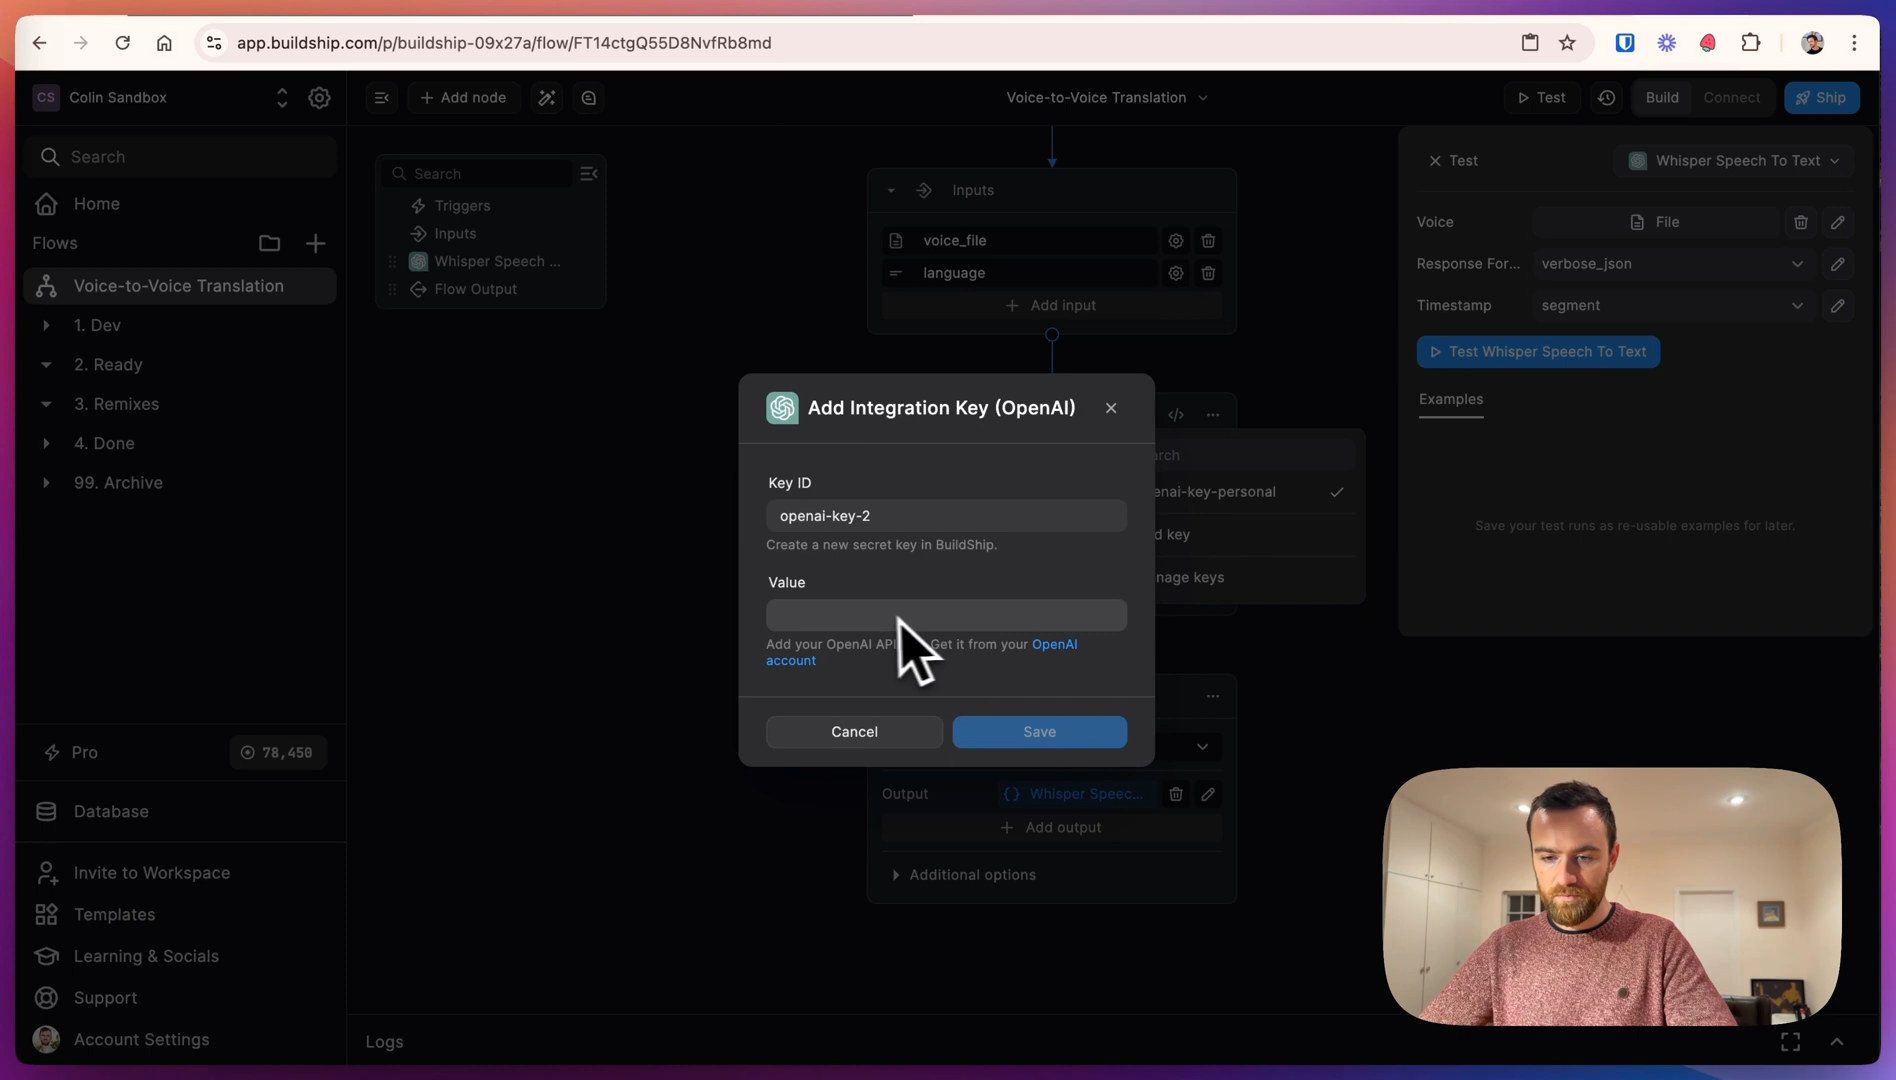 app.buildship.com/p/buildship-09x27a/flow/FT14ctgQ55D8NvfRb8md
CS Colin Sandbox
Add node
Voice-to-Voice Translation
Test
Build
Connect
Ship
Search
Home
Flows
Voice-to-Voice Translation
1. Dev
2. Ready
3. Remixes
4. Done
99. Archive
Pro
78,450
Database
Invite to Workspace
Templates
Learning & Socials
Support
Account Settings
Search
Triggers
Inputs
Whisper Speech ...
Flow Output
Inputs
voice_file
language
Add input
Add Integration Key (OpenAI)
Key ID
openai-key-2
Create a new secret key in BuildShip.
Value
Add your OpenAI API Get it from your OpenAI
account
Cancel
Save
arch
enai-key-personal
d key
nage keys
Output
Whisper Speec...
Add output
Additional options
Test
Whisper Speech To Text
Voice
File
Response For...
verbose_json
Timestamp
segment
Test Whisper Speech To Text
Examples
Save your test runs as re-usable examples for later.
Logs